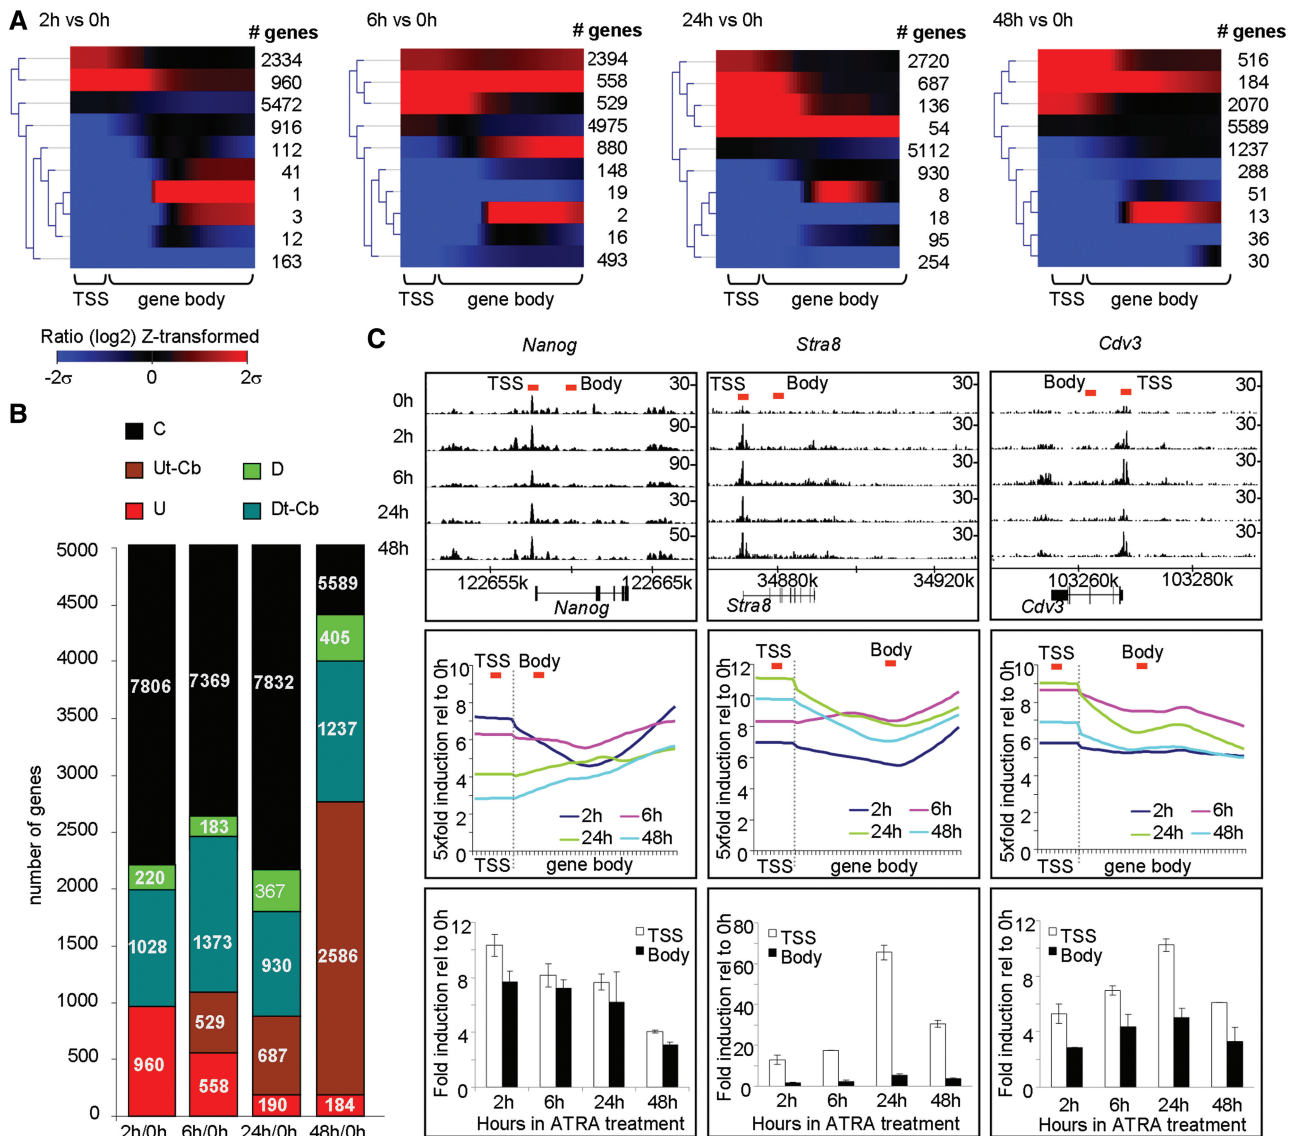 A
2h vs 0h
# genes
2334
960
5472
916
112
41
1
3
12
163
TSS
gene body
6h vs 0h
# genes
2394
558
529
4975
880
148
19
2
16
493
TSS
gene body
24h vs 0h
# genes
2720
687
136
54
5112
930
8
18
95
254
TSS
gene body
48h vs 0h
# genes
516
184
2070
5589
1237
288
51
13
36
30
TSS
gene body
Ratio (log2) Z-transformed
-2σ 0 2σ
B
C
Ut-Cb
U
D
Dt-Cb
number of genes
5000
4500
4000
3500
3000
2500
2000
1500
1000
500
0
7806
220
1028
960
7369
183
1373
529
558
7832
367
930
687
190
5589
405
1237
2586
184
2h/0h 6h/0h 24h/0h 48h/0h
C
Nanog
Stra8
Cdv3
0h
2h
6h
24h
48h
TSS Body
30
90
90
30
50
122655k 122665k
Nanog
TSS Body
30
30
30
30
30
34880k 34920k
Stra8
Body TSS
30
30
30
30
30
103260k 103280k
Cdv3
5xfold induction rel to 0h
10
8
6
4
2
0
TSS Body
2h 6h
24h 48h
TSS gene body
5xfold induction rel to 0h
12
10
8
6
4
2
0
TSS Body
2h 6h
24h 48h
TSS gene body
5xfold induction rel to 0h
10
8
6
4
2
0
TSS Body
2h 6h
24h 48h
TSS gene body
Fold induction rel to 0h
12
8
4
0
TSS
Body
2h 6h 24h 48h
Hours in ATRA treatment
Fold induction rel to 0h
80
60
40
20
0
TSS
Body
2h 6h 24h 48h
Hours in ATRA treatment
Fold induction rel to 0h
12
8
4
0
TSS
Body
2h 6h 24h 48h
Hours in ATRA treatment